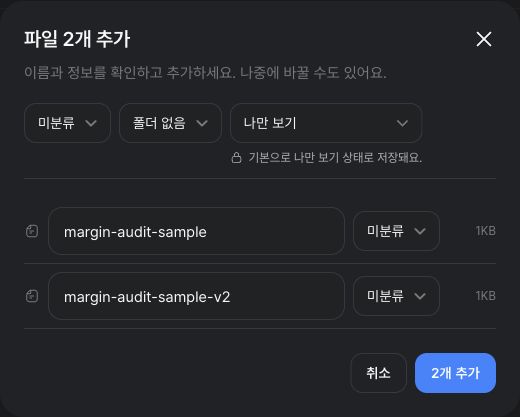 파일 2개 추가
이름과 정보를 확인하고 추가하세요. 나중에 바꿀 수도 있어요.
미분류 폴더 없음 나만 보기
기본으로 나만 보기 상태로 저장돼요.
margin-audit-sample 미분류 1KB
margin-audit-sample-v2 미분류 1KB
취소 2개 추가